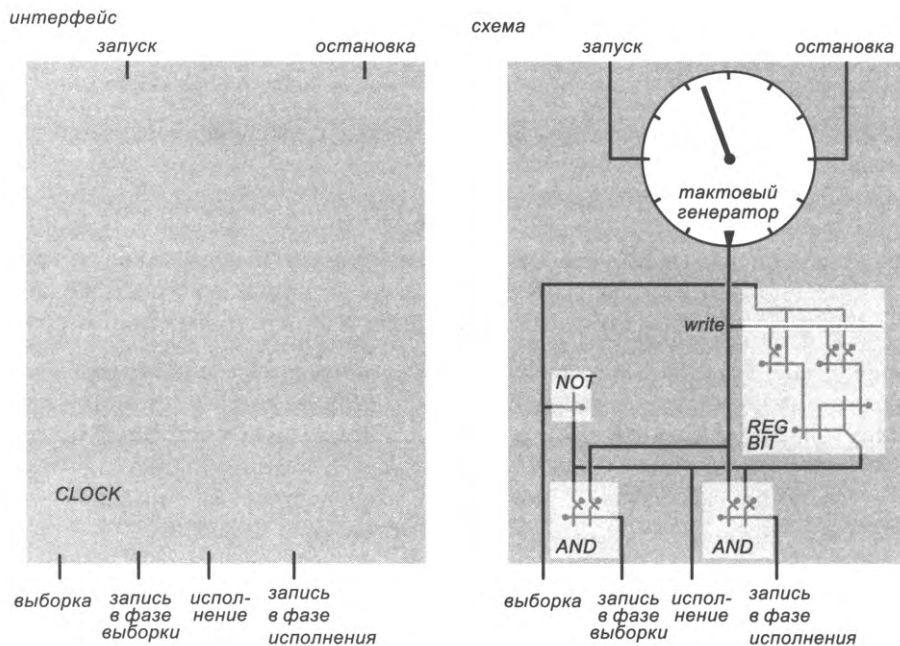 интерфейс
запуск
остановка
CLOCK
выборка
запись
в фазе
выборки
испол-
нение
запись
в фазе
исполнения
схема
запуск
остановка
тактовый
генератор
write
NOT
REG
BIT
AND
AND
выборка
запись
в фазе
выборки
испол-
нение
запись
в фазе
исполнения